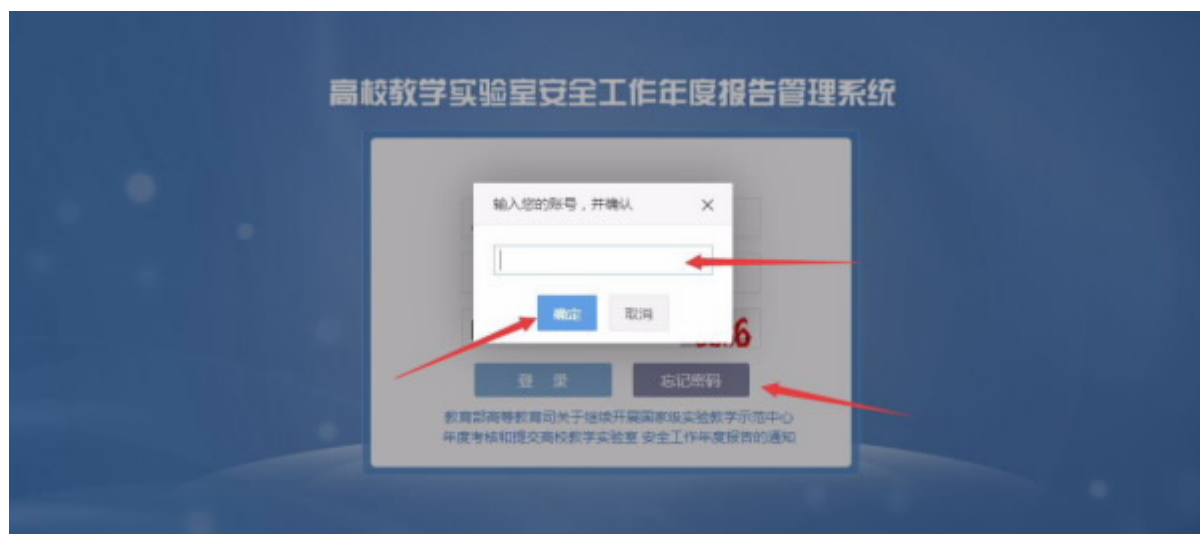 高校教学实验室安全工作年度报告管理系统
输入您的账号，并确认
确定
取消
登 录
忘记密码
教育部高等教育司关于继续开展国家级实验教学示范中心
年度考核和提交高校教学实验室 安全工作年度报告的通知